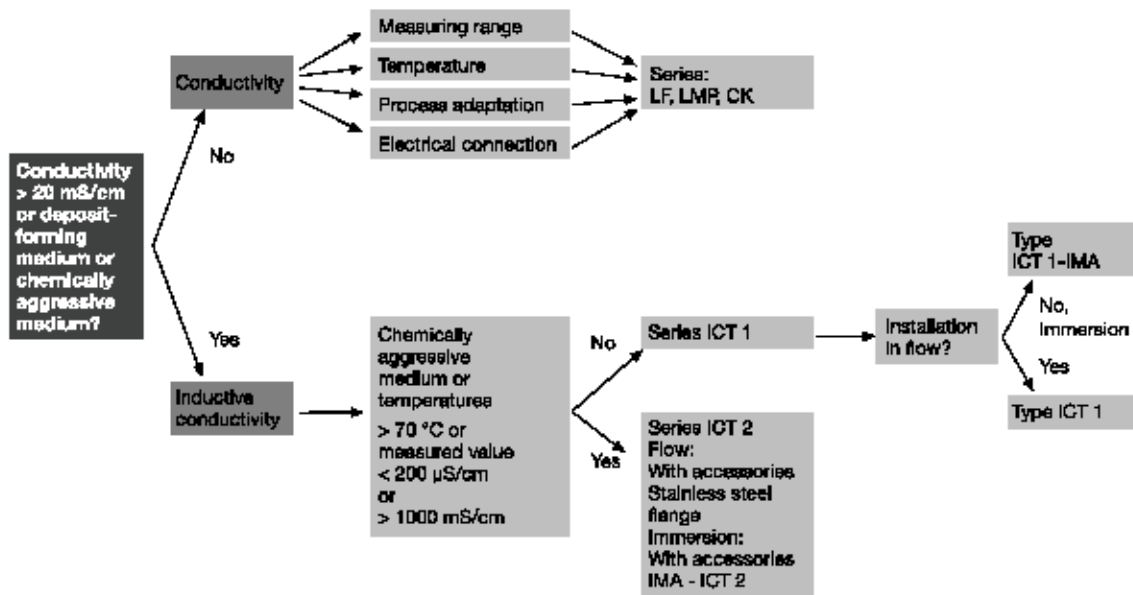 Measuring range
Temperature
Process adaptation
Electrical connection
Conductivity
Series:
LF, LMP, CK
No
Conductivity
> 20 mS/cm
or deposit-
forming
medium or
chemically
aggressive
medium?
Yes
Inductive
conductivity
Chemically
aggressive
medium or
temperatures
> 70 °C or
measured value
< 200 µS/cm
or
> 1000 mS/cm
No
Series ICT 1
Yes
Series ICT 2
Flow:
With accessories
Stainless steel
flange
Immersion:
With accessories
IMA - ICT 2
Installation
in flow?
Type
ICT 1-IMA
No,
Immersion
Yes
Type ICT 1